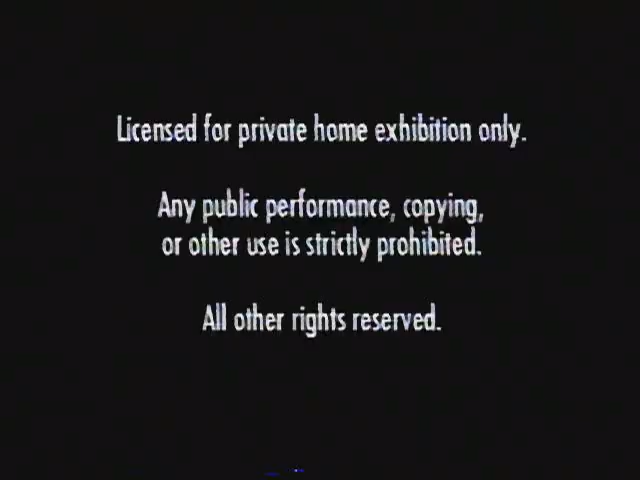 Licensed for private home exhibition only.
Any public performance, copying,
or other use is strictly prohibited.
All other rights reserved.